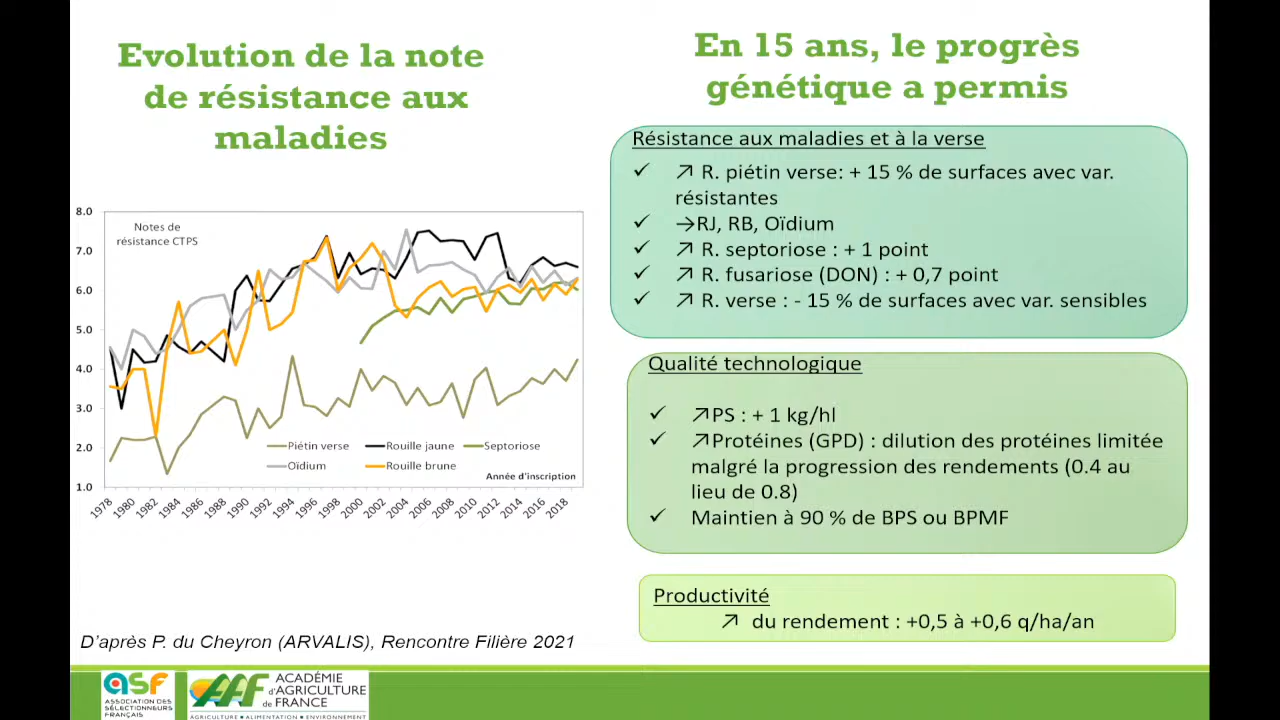 Evolution de la note
de résistance aux
maladies
8.0
7.0
6.0
5.0
4.0
3.0
2.0
1.0
Notes de
résistance CTPS
Piétin verse
Rouille jaune
Septoriose
Oïdium
Rouille brune
Année d'inscription
1978
1980
1982
1984
1986
1988
1990
1992
1994
1996
1998
2000
2002
2004
2006
2008
2010
2012
2014
2016
2018
D'après P. du Cheyron (ARVALIS), Rencontre Filière 2021
En 15 ans, le progrès
génétique a permis
Résistance aux maladies et à la verse
✓ ↗ R. piétin verse: + 15 % de surfaces avec var.
résistantes
✓ →RJ, RB, Oïdium
✓ ↗ R. septoriose : + 1 point
✓ ↗ R. fusariose (DON) : + 0,7 point
✓ ↗ R. verse : - 15 % de surfaces avec var. sensibles
Qualité technologique
✓ ↗PS : + 1 kg/hl
✓ ↗Protéines (GPD) : dilution des protéines limitée
malgré la progression des rendements (0.4 au
lieu de 0.8)
✓ Maintien à 90 % de BPS ou BPMF
Productivité
↗ du rendement : +0,5 à +0,6 q/ha/an
asf
ASSOCIATION DES
SÉLECTIONNEURS
FRANÇAIS
AAF
ACADÉMIE
d'AGRICULTURE
de FRANCE
AGRICULTURE • ALIMENTATION • ENVIRONNEMENT